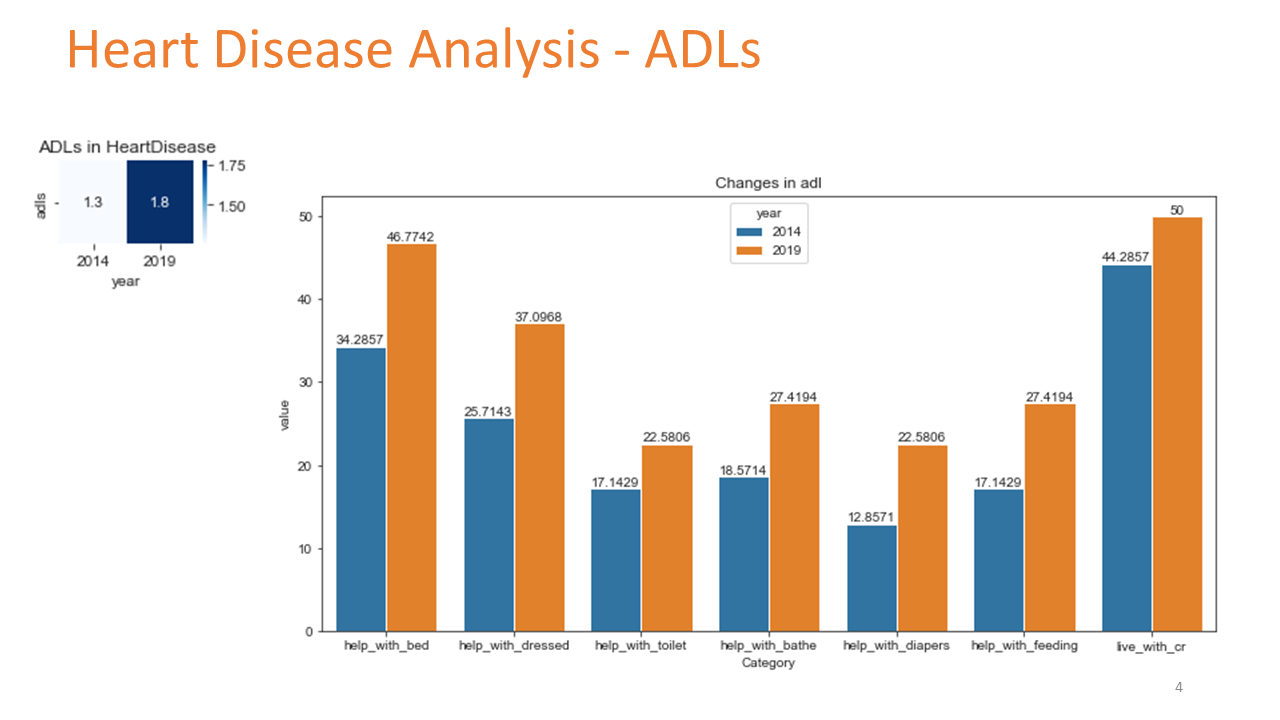 Heart Disease Analysis - ADLs
ADLs in HeartDisease
adls
1.3
1.8
1.75
1.50
2014
2019
year
Changes in adl
year
2014
2019
value
50
40
30
20
10
0
34.2857
46.7742
25.7143
37.0968
17.1429
22.5806
18.5714
27.4194
12.8571
22.5806
17.1429
27.4194
44.2857
50
help_with_bed
help_with_dressed
help_with_toilet
help_with_bathe
help_with_diapers
help_with_feeding
live_with_cr
Category
4